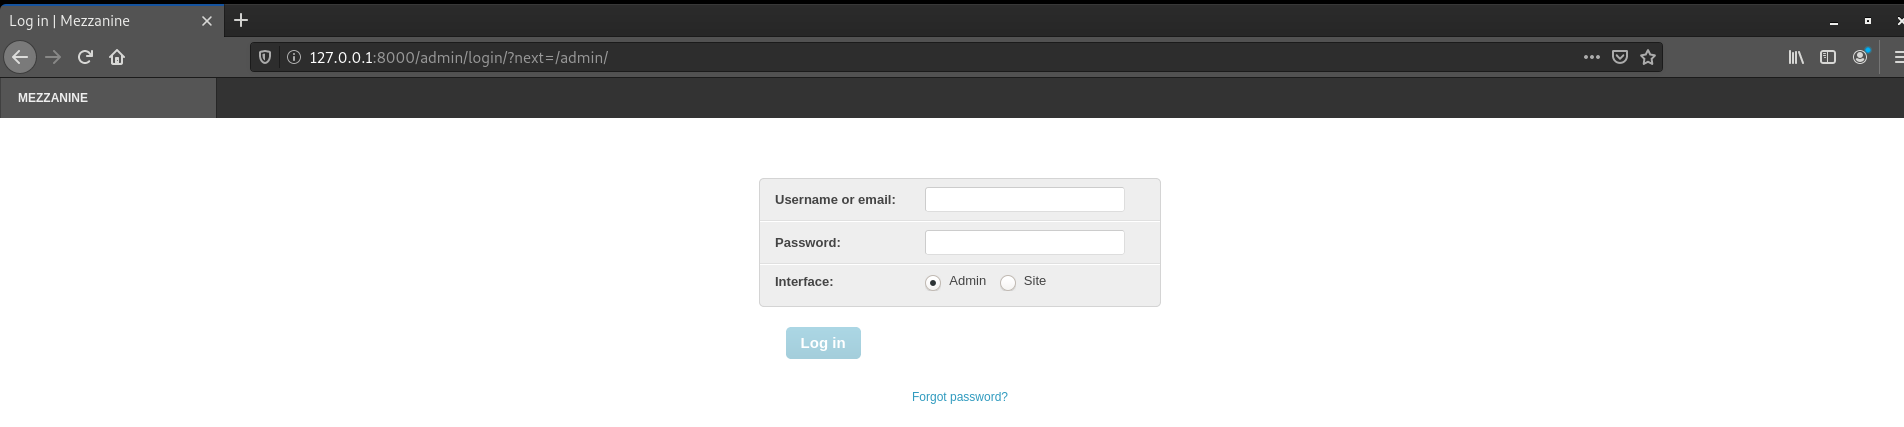 Log in | Mezzanine
127.0.0.1:8000/admin/login/?next=/admin/
MEZZANINE
Username or email:
Password:
Interface: Admin Site
Log in
Forgot password?